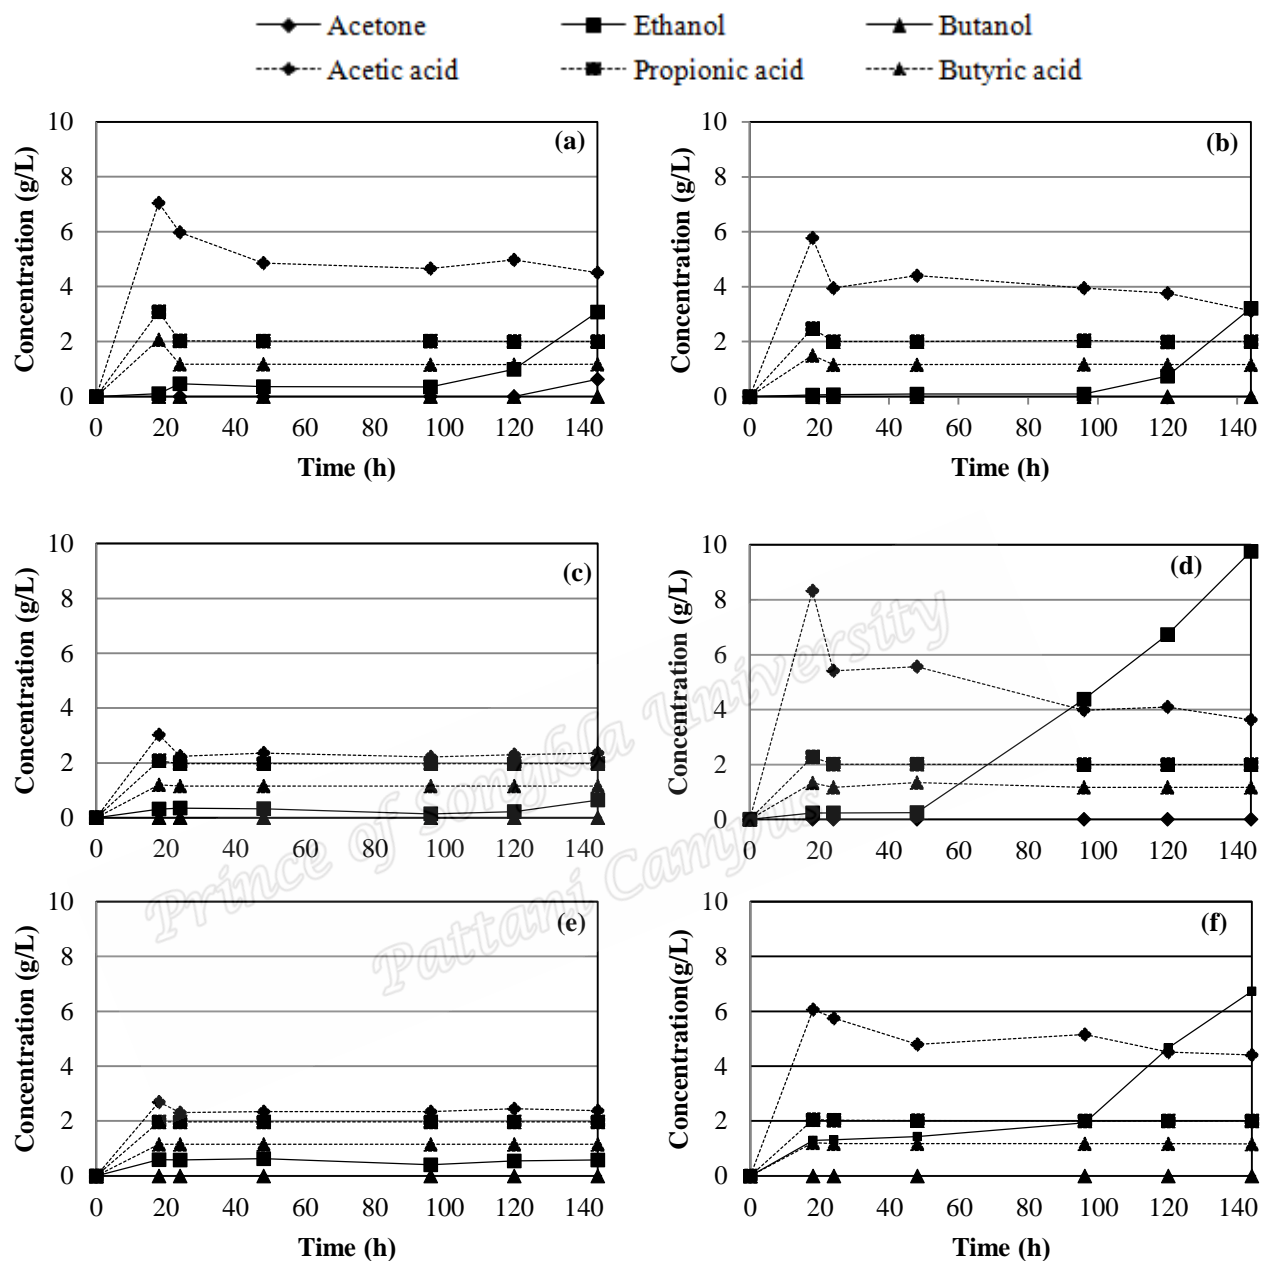 Acetone Ethanol Butanol
Acetic acid Propionic acid Butyric acid
(a)
Concentration (g/L)
10
8
6
4
2
0
0 20 40 60 80 100 120 140
Time (h)
(b)
Concentration (g/L)
10
8
6
4
2
0
0 20 40 60 80 100 120 140
Time (h)
(c)
Concentration (g/L)
10
8
6
4
2
0
0 20 40 60 80 100 120 140
(d)
Concentration (g/L)
10
8
6
4
2
0
0 20 40 60 80 100 120 140
(e)
Concentration (g/L)
10
8
6
4
2
0
0 20 40 60 80 100 120 140
Time (h)
(f)
Concentration(g/L)
10
8
6
4
2
0
0 20 40 60 80 100 120 140
Time (h)
Prince of Songkla University
Pattani Campus